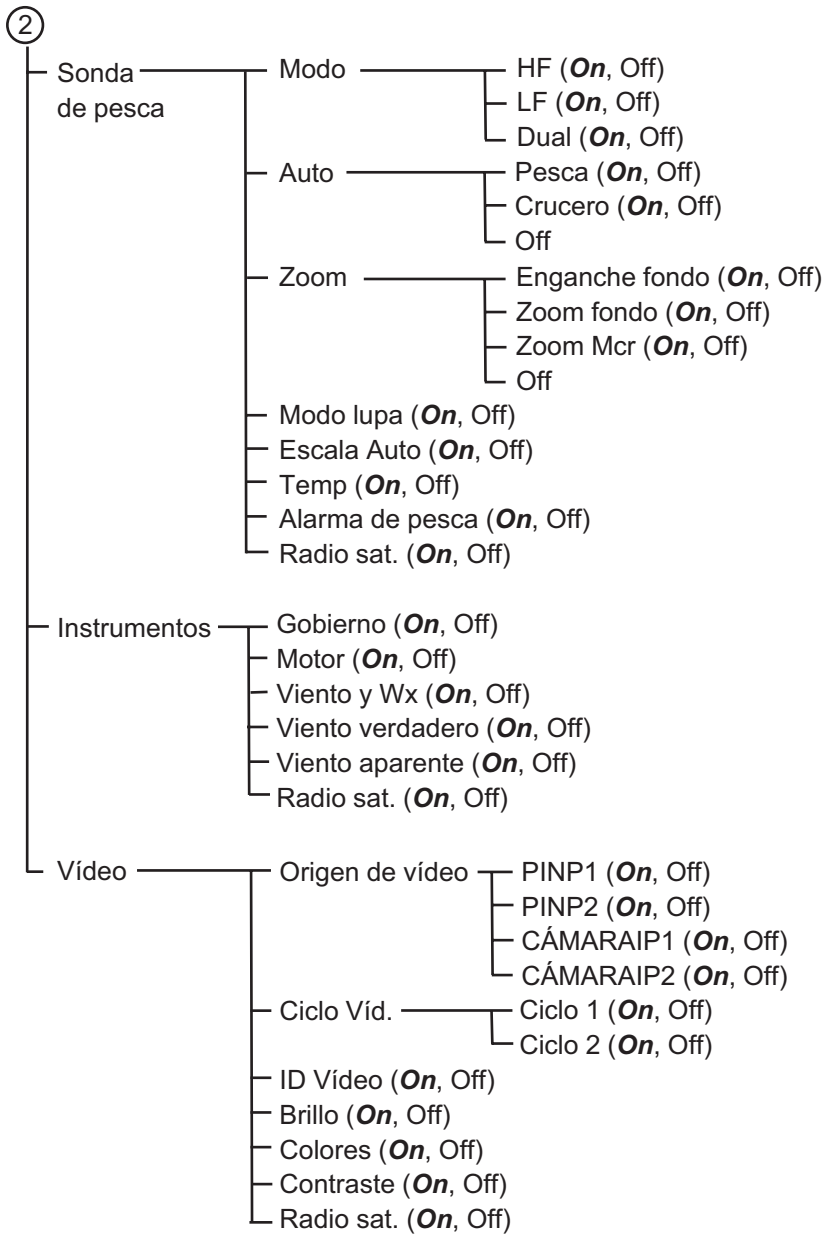 2
Sonda
de pesca
Modo
HF (On, Off)
LF (On, Off)
Dual (On, Off)
Auto
Pesca (On, Off)
Crucero (On, Off)
Off
Zoom
Enganche fondo (On, Off)
Zoom fondo (On, Off)
Zoom Mcr (On, Off)
Off
Modo lupa (On, Off)
Escala Auto (On, Off)
Temp (On, Off)
Alarma de pesca (On, Off)
Radio sat. (On, Off)
Instrumentos
Gobierno (On, Off)
Motor (On, Off)
Viento y Wx (On, Off)
Viento verdadero (On, Off)
Viento aparente (On, Off)
Radio sat. (On, Off)
Vídeo
Origen de vídeo
PINP1 (On, Off)
PINP2 (On, Off)
CÁMARAIP1 (On, Off)
CÁMARAIP2 (On, Off)
Ciclo Víd.
Ciclo 1 (On, Off)
Ciclo 2 (On, Off)
ID Vídeo (On, Off)
Brillo (On, Off)
Colores (On, Off)
Contraste (On, Off)
Radio sat. (On, Off)